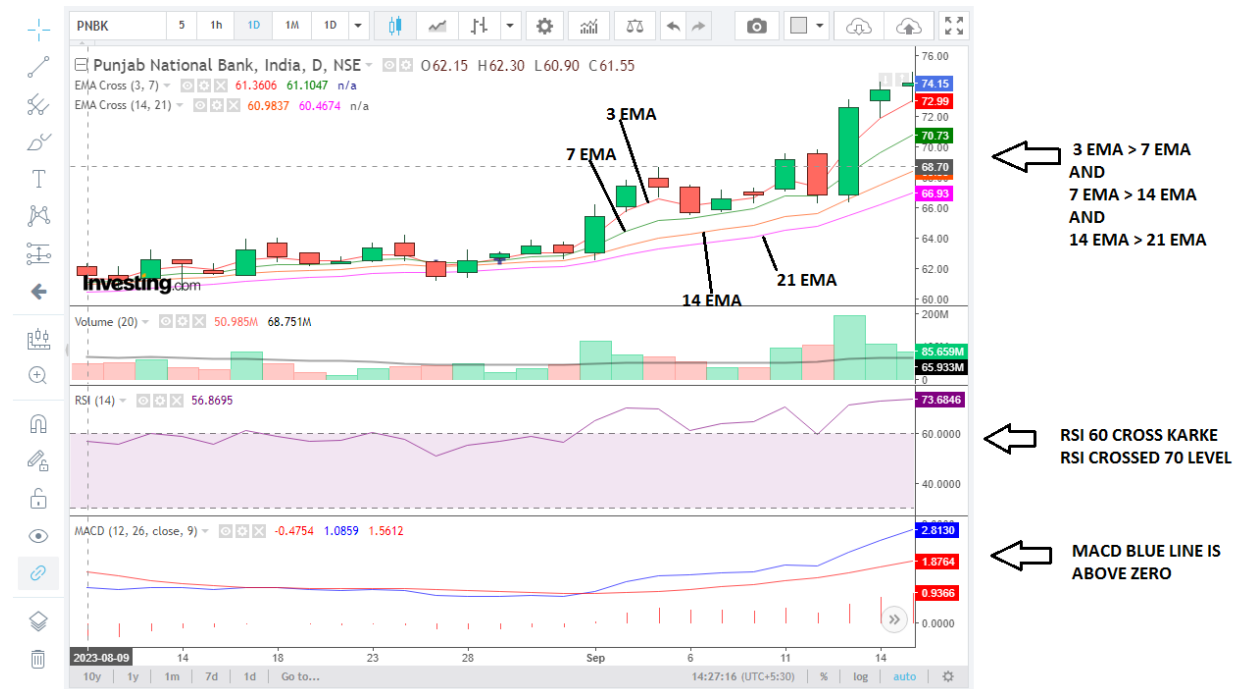 PNBK 5 1h 1D 1M 1D
Punjab National Bank, India, D, NSE O62.15 H62.30 L60.90 C61.55
EMA Cross (3, 7) 61.3606 61.1047 n/a
EMA Cross (14, 21) 60.9837 60.4674 n/a
3 EMA
7 EMA
14 EMA
21 EMA
Investing.com
76.00
74.15
72.99
72.00
70.73
70.00
68.70
66.93
66.00
64.00
62.00
60.00
3 EMA > 7 EMA
AND
7 EMA > 14 EMA
AND
14 EMA > 21 EMA
Volume (20) 50.985M 68.751M
200M
85.659M
65.933M
0
RSI (14) 56.8695
73.6846
60.0000
40.0000
RSI 60 CROSS KARKE
RSI CROSSED 70 LEVEL
MACD (12, 26, close, 9) -0.4754 1.0859 1.5612
2.8130
1.8764
0.9366
0.0000
MACD BLUE LINE IS
ABOVE ZERO
2023-08-09 14 18 23 28 Sep 6 11 14
10y 1y 1m 7d 1d Go to... 14:27:16 (UTC+5:30) % log auto